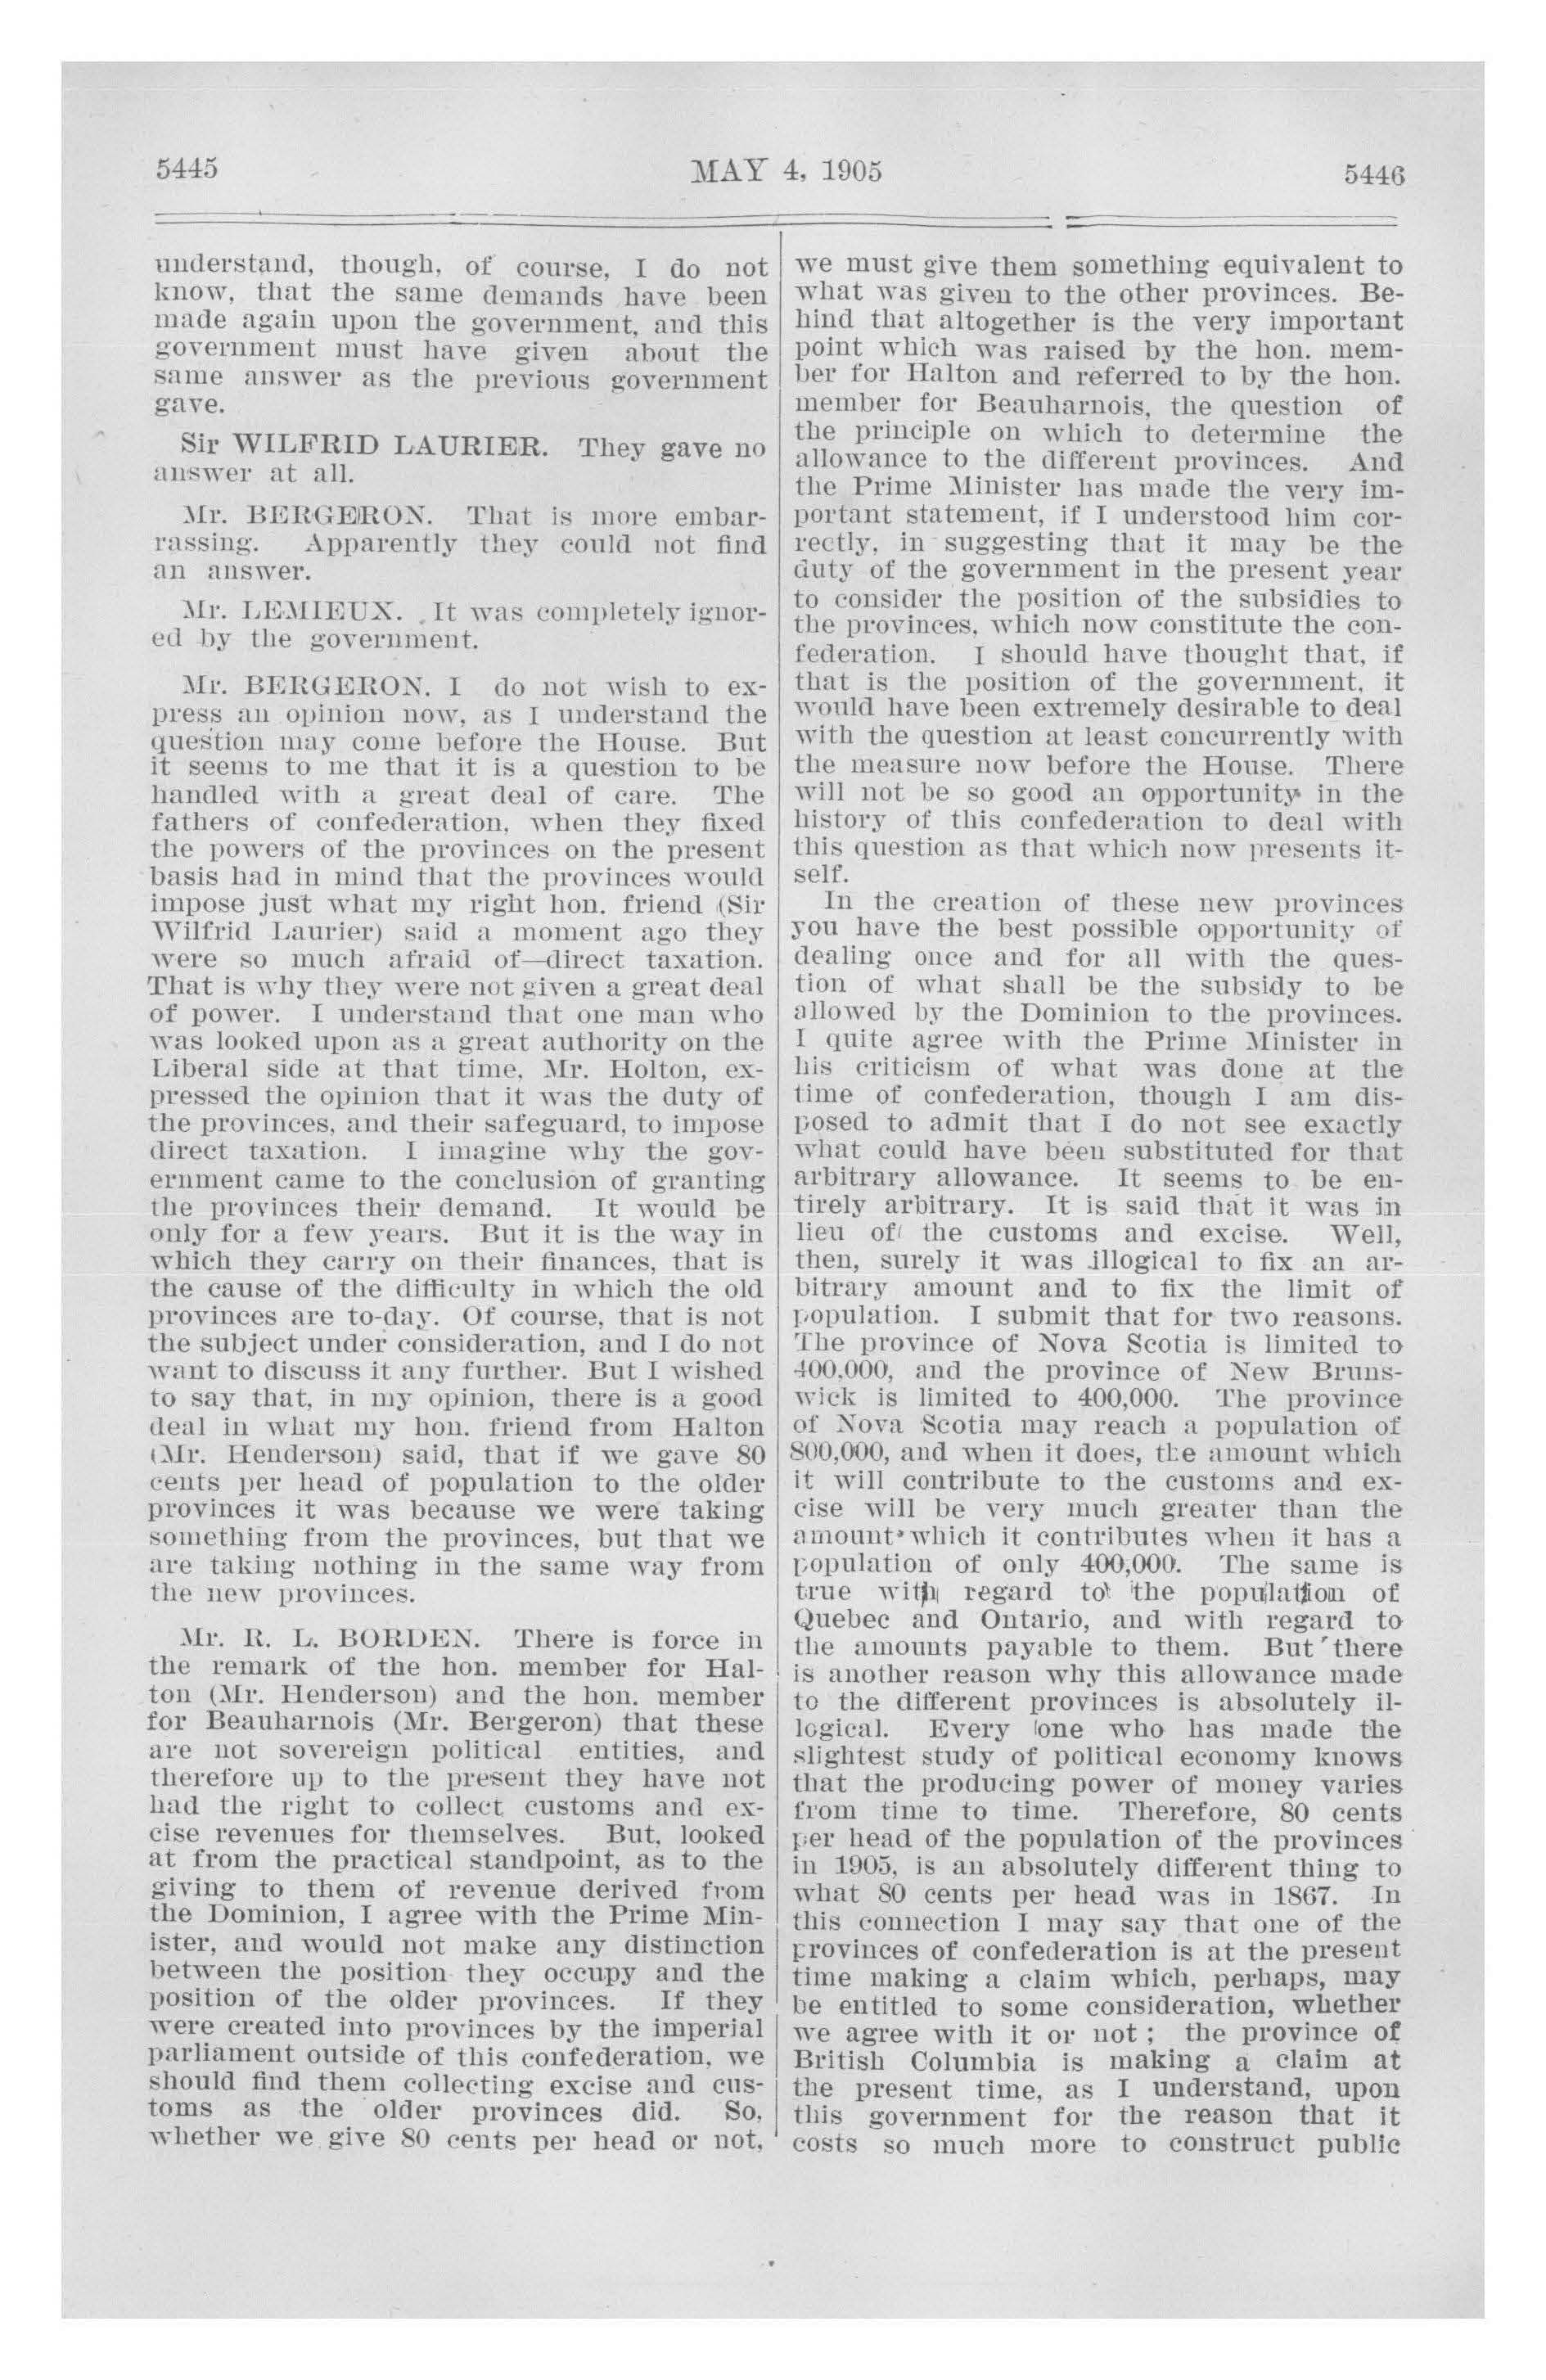 5445
MAY 4, 1905
5446
understand, though, of course, I do not
know, that the same demands have been
made again upon the government, and this
government must have given about the
same answer as the previous government
gave.
Sir WILFRID LAURIER. They gave no
answer at all.
Mr. BERGERON. That is more embar-
rassing. Apparently they could not find
an answer.
Mr. LEMIEUX. It was completely ignor-
ed by the government.
Mr. BERGERON. I do not wish to ex-
press an opinion now, as I understand the
question may come before the House. But
it seems to me that it is a question to be
handled with a great deal of care. The
fathers of confederation, when they fixed
the powers of the provinces on the present
basis had in mind that the provinces would
impose just what my right hon. friend (Sir
Wilfrid Laurier) said a moment ago they
were so much afraid of—direct taxation.
That is why they were not given a great deal
of power. I understand that one man who
was looked upon as a great authority on the
Liberal side at that time, Mr. Holton, ex-
pressed the opinion that it was the duty of
the provinces, and their safeguard, to impose
direct taxation. I imagine why the gov-
ernment came to the conclusion of granting
the provinces their demand. It would be
only for a few years. But it is the way in
which they carry on their finances, that is
the cause of the difficulty in which the old
provinces are to-day. Of course, that is not
the subject under consideration, and I do not
want to discuss it any further. But I wished
to say that, in my opinion, there is a good
deal in what my hon. friend from Halton
(Mr. Henderson) said, that if we gave 80
cents per head of population to the older
provinces it was because we were taking
something from the provinces, but that we
are taking nothing in the same way from
the new provinces.
Mr. R. L. BORDEN. There is force in
the remark of the hon. member for Hal-
ton (Mr. Henderson) and the hon. member
for Beauharnois (Mr. Bergeron) that these
are not sovereign political entities, and
therefore up to the present they have not
had the right to collect customs and ex-
cise revenues for themselves. But, looked
at from the practical standpoint, as to the
giving to them of revenue derived from
the Dominion, I agree with the Prime Min-
ister, and would not make any distinction
between the position they occupy and the
position of the older provinces. If they
were created into provinces by the imperial
parliament outside of this confederation, we
should find them collecting excise and cus-
toms as the older provinces did. So,
whether we give 80 cents per head or not,
we must give them something equivalent to
what was given to the other provinces. Be-
hind that altogether is the very important
point which was raised by the hon. mem-
ber for Halton and referred to by the hon.
member for Beauharnois, the question of
the principle on which to determine the
allowance to the different provinces. And
the Prime Minister has made the very im-
portant statement, if I understood him cor-
rectly, in suggesting that it may be the
duty of the government in the present year
to consider the position of the subsidies to
the provinces, which now constitute the con-
federation. I should have thought that, if
that is the position of the government, it
would have been extremely desirable to deal
with the question at least concurrently with
the measure now before the House. There
will not be so good an opportunity in the
history of this confederation to deal with
this question as that which now presents it-
self.
In the creation of these new provinces
you have the best possible opportunity of
dealing once and for all with the ques-
tion of what shall be the subsidy to be
allowed by the Dominion to the provinces.
I quite agree with the Prime Minister in
his criticism of what was done at the
time of confederation, though I am dis-
posed to admit that I do not see exactly
what could have been substituted for that
arbitrary allowance. It seems to be en-
tirely arbitrary. It is said that it was in
lieu of the customs and excise. Well,
then, surely it was illogical to fix an ar-
bitrary amount and to fix the limit of
population. I submit that for two reasons.
The province of Nova Scotia is limited to
400,000, and the province of New Bruns-
wick is limited to 400,000. The province
of Nova Scotia may reach a population of
800,000, and when it does, the amount which
it will contribute to the customs and ex-
cise will be very much greater than the
amount which it contributes when it has a
population of only 400,000. The same is
true with regard to the population of
Quebec and Ontario, and with regard to
the amounts payable to them. But there
is another reason why this allowance made
to the different provinces is absolutely il-
logical. Every one who has made the
slightest study of political economy knows
that the producing power of money varies
from time to time. Therefore, 80 cents
per head of the population of the provinces
in 1905, is an absolutely different thing to
what 80 cents per head was in 1867. In
this connection I may say that one of the
provinces of confederation is at the present
time making a claim which, perhaps, may
be entitled to some consideration, whether
we agree with it or not ; the province of
British Columbia is making a claim at
the present time, as I understand, upon
this government for the reason that it
costs so much more to construct public